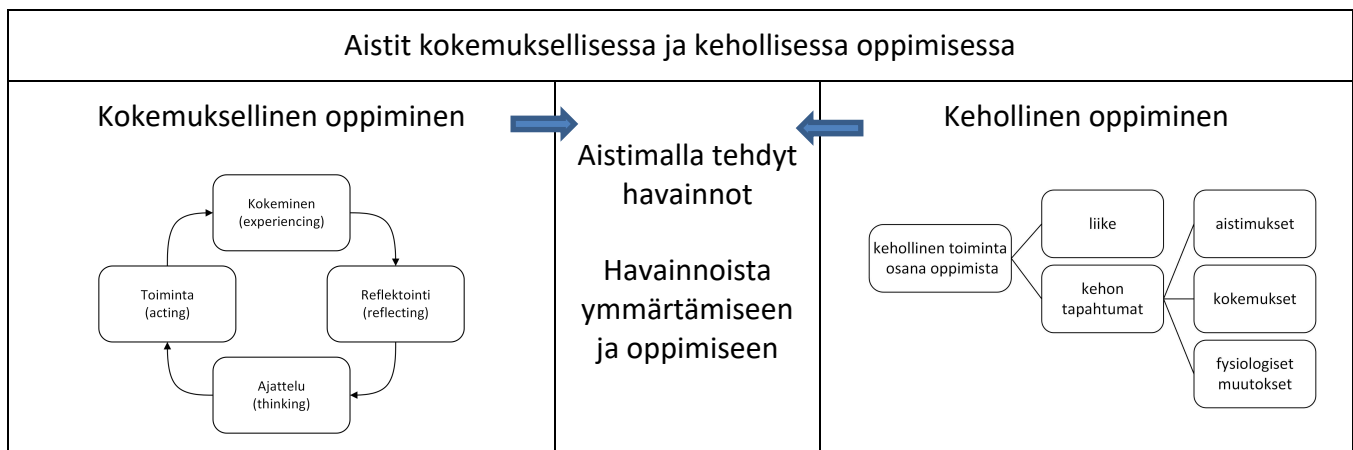 Aistit kokemuksellisessa ja kehollisessa oppimisessa
Kokemuksellinen oppiminen
Kokeminen
(experiencing)
Toiminta
(acting)
Reflektointi
(reflecting)
Ajattelu
(thinking)
Aistimalla tehdyt
havainnot
Havainnoista
ymmärtämiseen
ja oppimiseen
Kehollinen oppiminen
kehollinen toiminta
osana oppimista
liike
kehon
tapahtumat
aistimukset
kokemukset
fysiologiset
muutokset